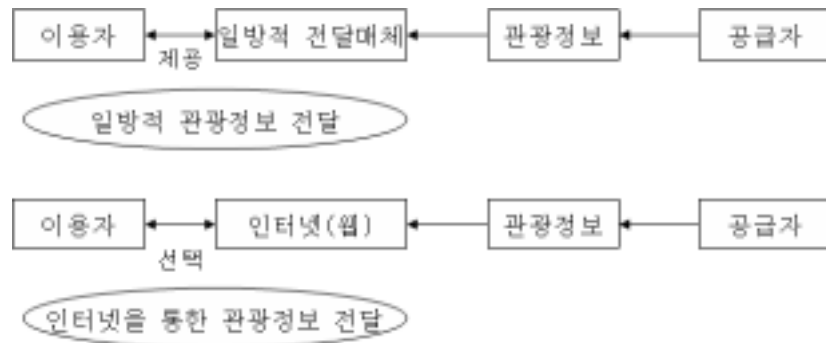 이용자 일방적 전달매체 관광정보 공급자
제공
일방적 관광정보 전달
이용자 인터넷(웹) 관광정보 공급자
선택
인터넷을 통한 관광정보 전달